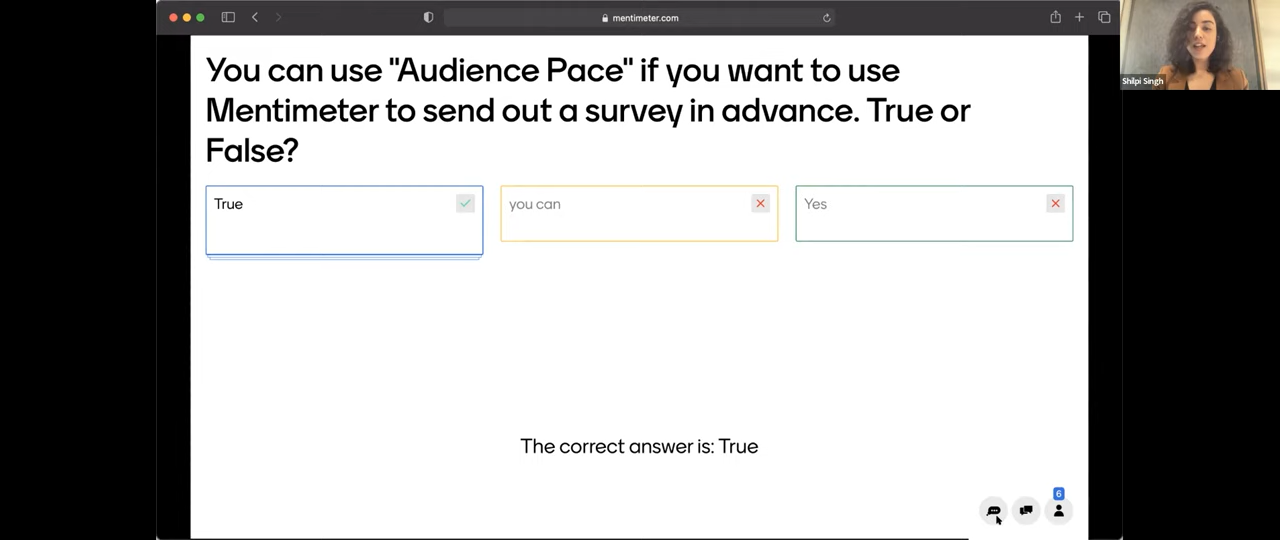 mentimeter.com
Shilpi Singh
You can use "Audience Pace" if you want to use
Mentimeter to send out a survey in advance. True or
False?
True
you can
Yes
The correct answer is: True
6